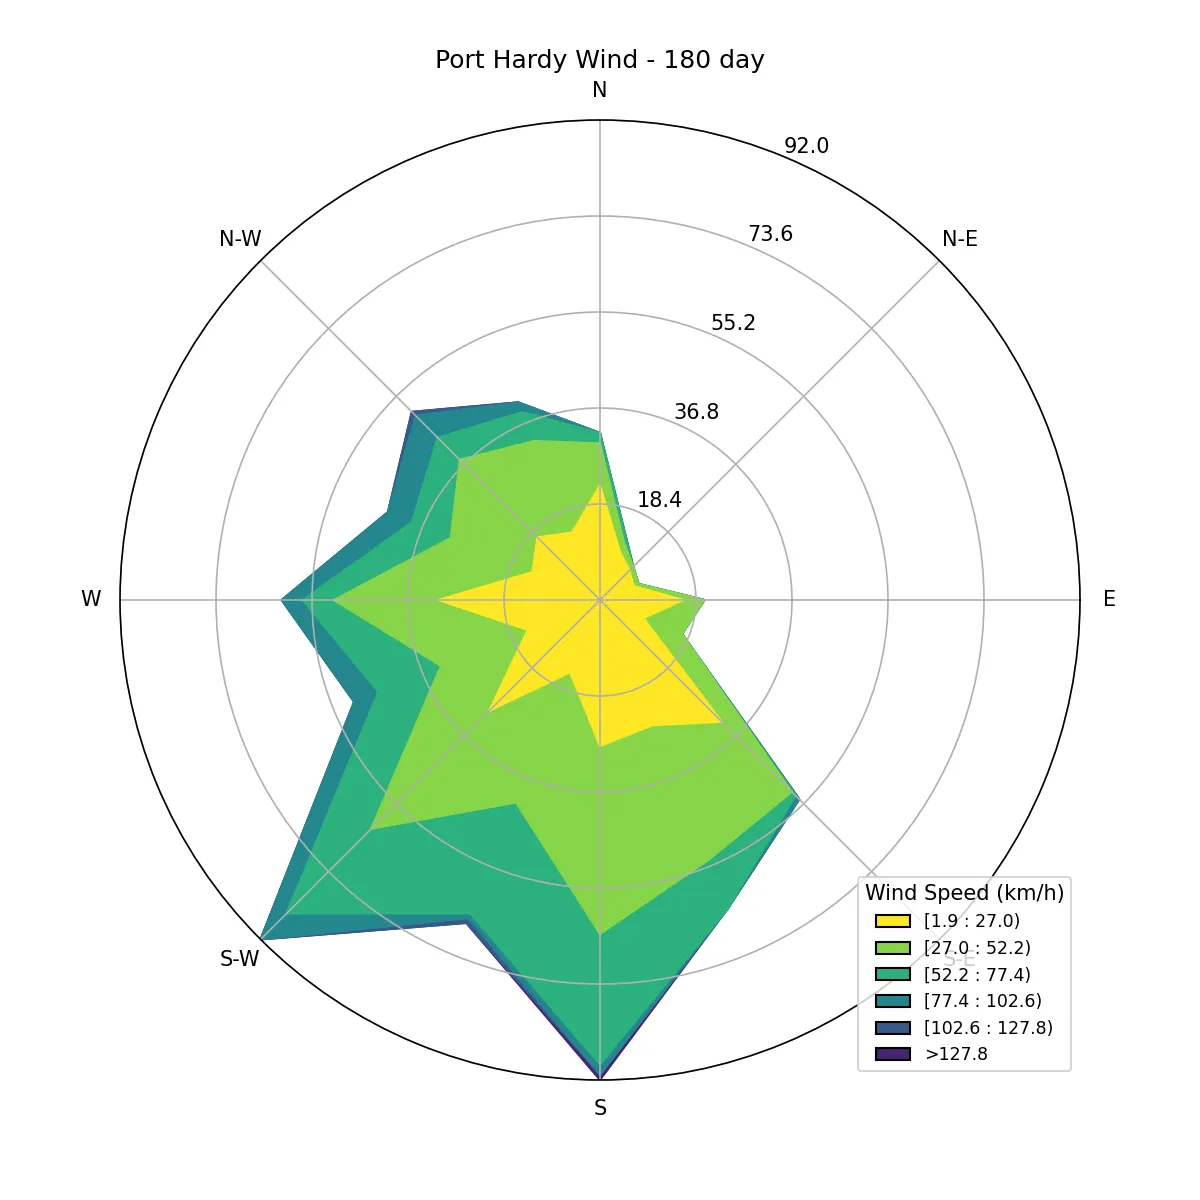 Port Hardy Wind - 180 day
N
92.0
N-W
N-E
73.6
55.2
36.8
18.4
W
E
Wind Speed (km/h)
[1.9 : 27.0)
[27.0 : 52.2)
S-W
S-E
[52.2 : 77.4)
[77.4 : 102.6)
[102.6 : 127.8)
>127.8
S